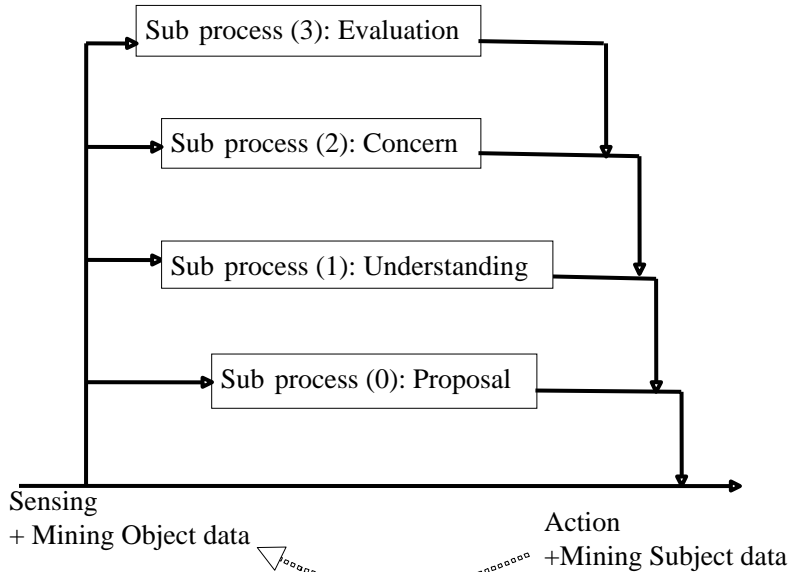 Sub process (3): Evaluation
Sub process (2): Concern
Sub process (1): Understanding
Sub process (0): Proposal
Sensing
+ Mining Object data
Action
+Mining Subject data